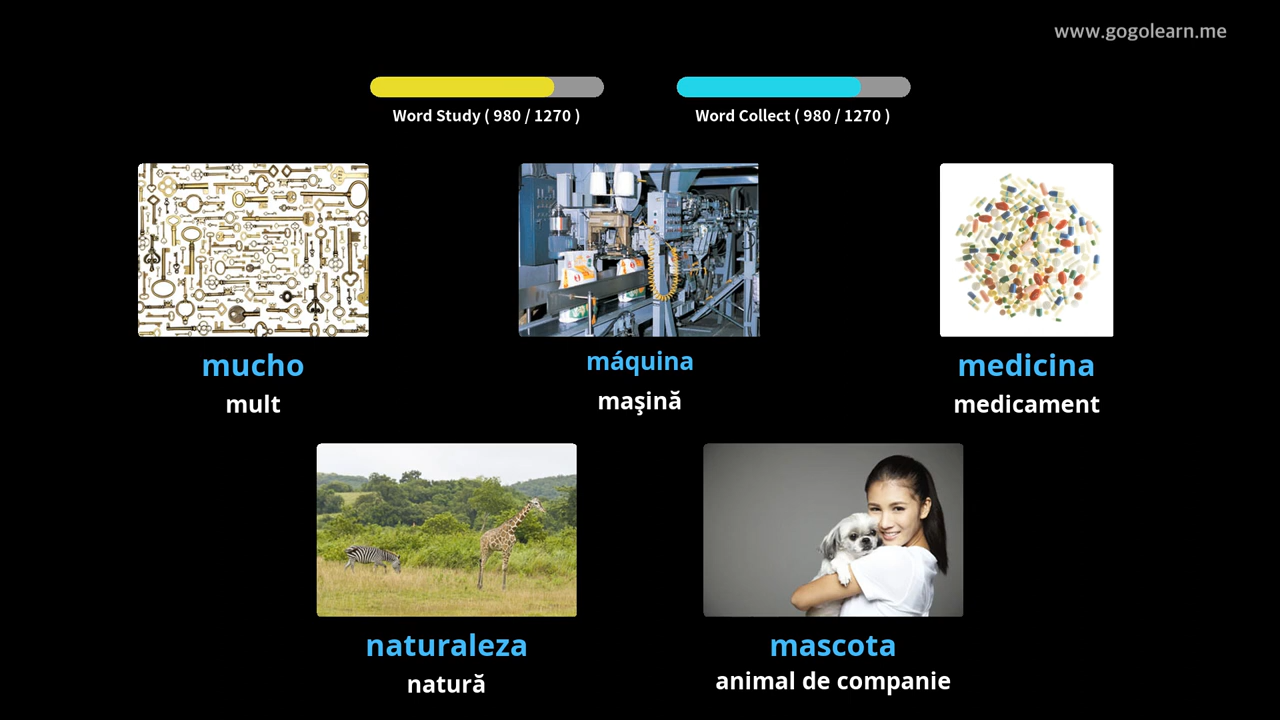 www.gogolearn.me
Word Study ( 980 / 1270 )
Word Collect ( 980 / 1270 )
mucho
mult
máquina
maşină
medicina
medicament
naturaleza
natură
mascota
animal de companie